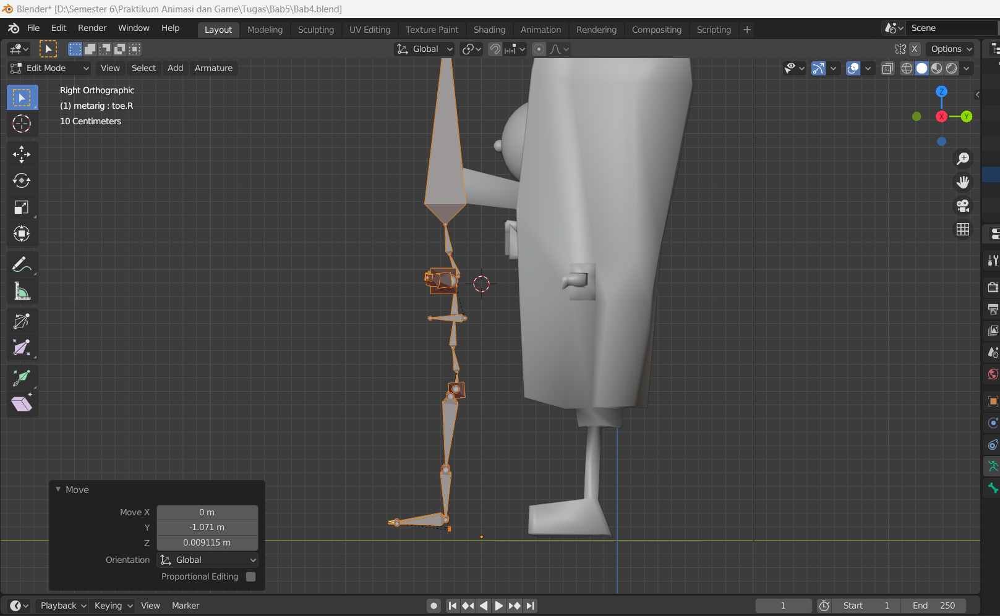 Blender* [D:\Semester 6\Praktikum Animasi dan Game\Tugas\Bab5\Bab4.blend]
File Edit Render Window Help Layout Modeling Sculpting UV Editing Texture Paint Shading Animation Rendering Compositing Scripting + Scene
Global X Options
Edit Mode View Select Add Armature
Right Orthographic
(1) metarig : toe.R
10 Centimeters
Z
X Y
Move
Move X 0 m
Y -1.071 m
Z 0.009115 m
Orientation Global
Proportional Editing
Playback Keying View Marker 1 Start 1 End 250